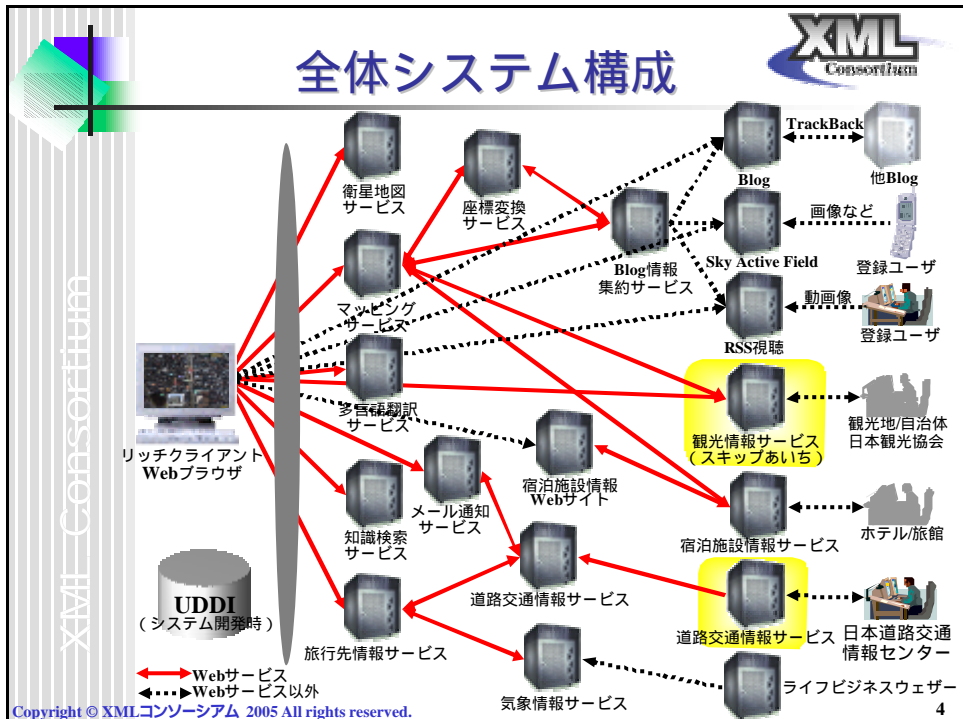 全体システム構成
XML
Consortium
XML Consortium
衛星地図
サービス
座標変換
サービス
Blog
TrackBack
他Blog
マッピング
サービス
Blog情報
集約サービス
Sky Active Field
画像など
登録ユーザ
RSS視聴
動画像
登録ユーザ
リッチクライアント
Webブラウザ
多言語翻訳
サービス
観光情報サービス
（スキップあいち）
観光地/自治体
日本観光協会
知識検索
サービス
メール通知
サービス
宿泊施設情報
Webサイト
宿泊施設情報サービス
ホテル/旅館
UDDI
（システム開発時）
旅行先情報サービス
道路交通情報サービス
道路交通情報サービス
日本道路交通
情報センター
気象情報サービス
ライフビジネスウェザー
Webサービス
Webサービス以外
Copyright © XMLコンソーシアム 2005 All rights reserved.
4